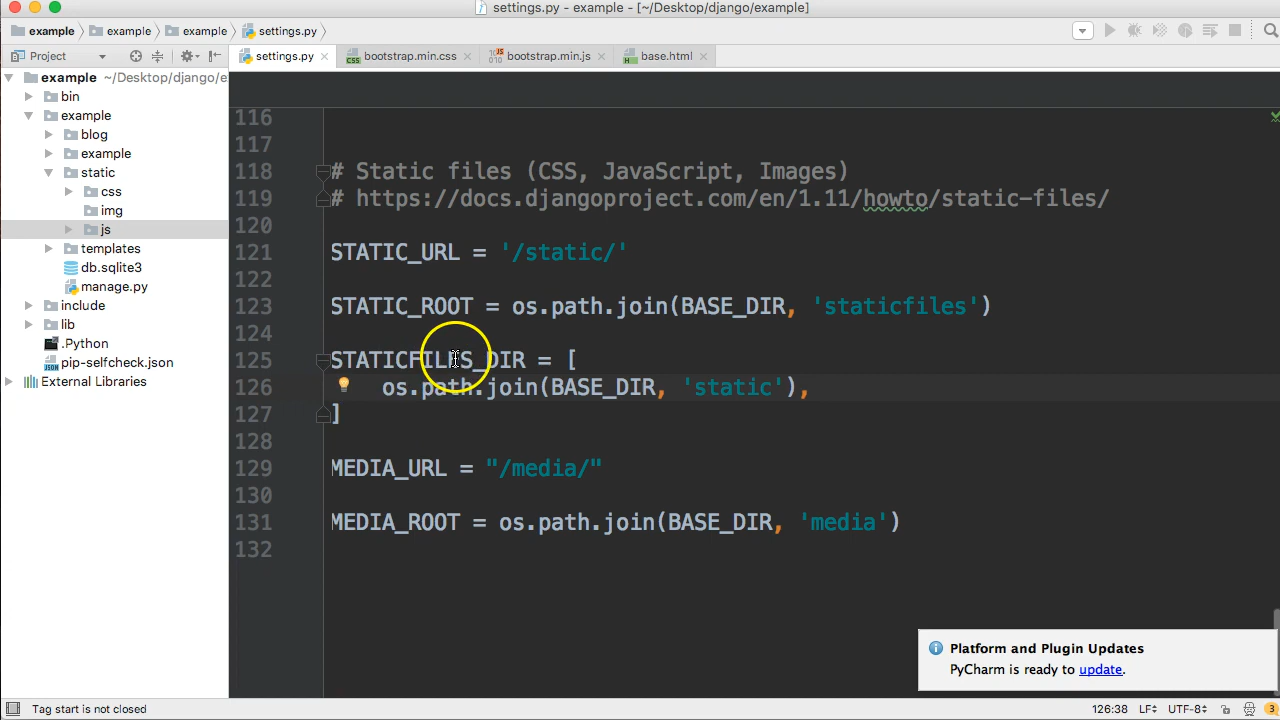 settings.py - example - [~/Desktop/django/example]
example example example settings.py
Project settings.py bootstrap.min.css bootstrap.min.js base.html
example ~/Desktop/django/e
bin
example
blog
example
static
css
img
js
templates
db.sqlite3
manage.py
include
lib
.Python
pip-selfcheck.json
External Libraries
116
117
118 # Static files (CSS, JavaScript, Images)
119 # https://docs.djangoproject.com/en/1.11/howto/static-files/
120
121 STATIC_URL = '/static/'
122
123 STATIC_ROOT = os.path.join(BASE_DIR, 'staticfiles')
124
125 STATICFILES_DIR = [
126 os.path.join(BASE_DIR, 'static'),
127 ]
128
129 MEDIA_URL = "/media/"
130
131 MEDIA_ROOT = os.path.join(BASE_DIR, 'media')
132
Platform and Plugin Updates
PyCharm is ready to update.
Tag start is not closed 126:38 LF UTF-8 3